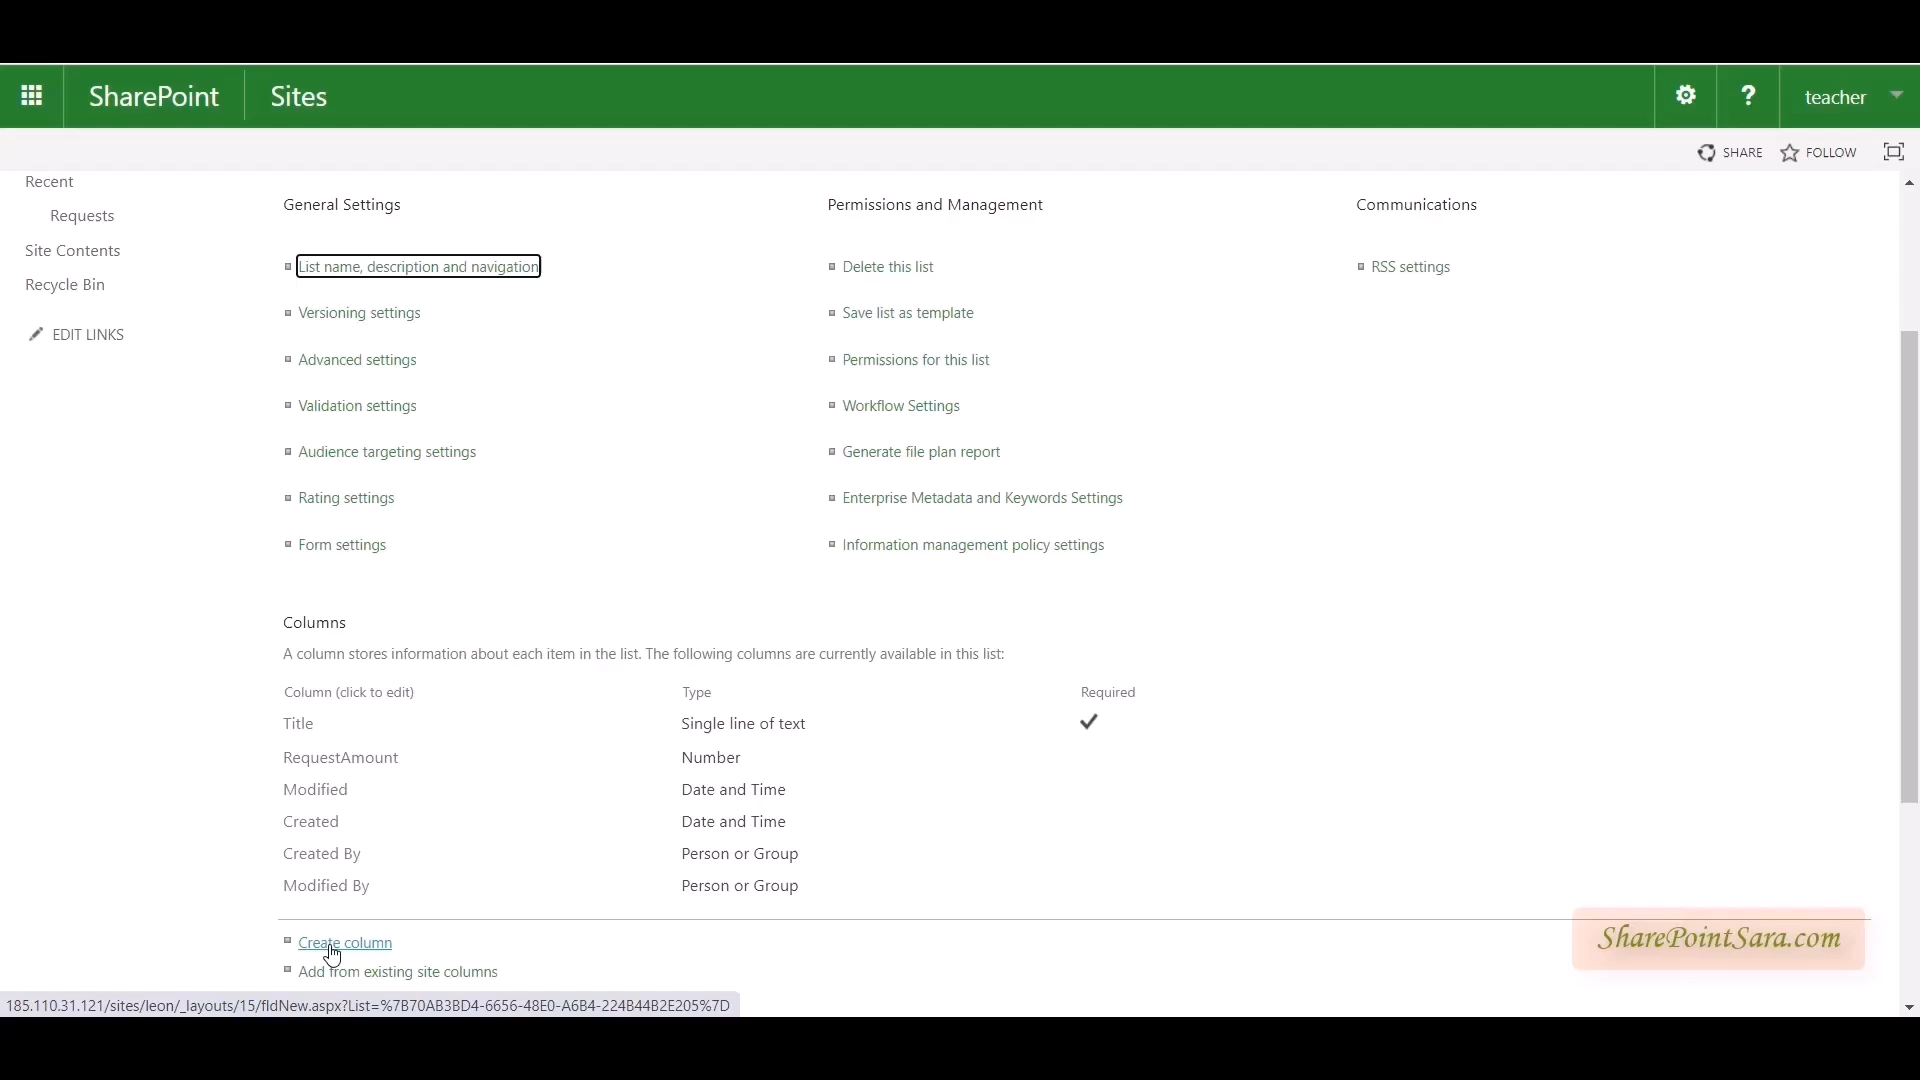 SharePoint Sites ? teacher
SHARE FOLLOW
Recent
Requests
Site Contents
Recycle Bin
EDIT LINKS
General Settings
List name, description and navigation
Versioning settings
Advanced settings
Validation settings
Audience targeting settings
Rating settings
Form settings
Permissions and Management
Delete this list
Save list as template
Permissions for this list
Workflow Settings
Generate file plan report
Enterprise Metadata and Keywords Settings
Information management policy settings
Communications
RSS settings
Columns
A column stores information about each item in the list. The following columns are currently available in this list:
Column (click to edit) Type Required
Title Single line of text
RequestAmount Number
Modified Date and Time
Created Date and Time
Created By Person or Group
Modified By Person or Group
Create column
Add from existing site columns
SharePointSara.com
185.110.31.121/sites/leon/_layouts/15/fldNew.aspx?List=%7B70AB3BD4-6656-48E0-A6B4-224B44B2E205%7D